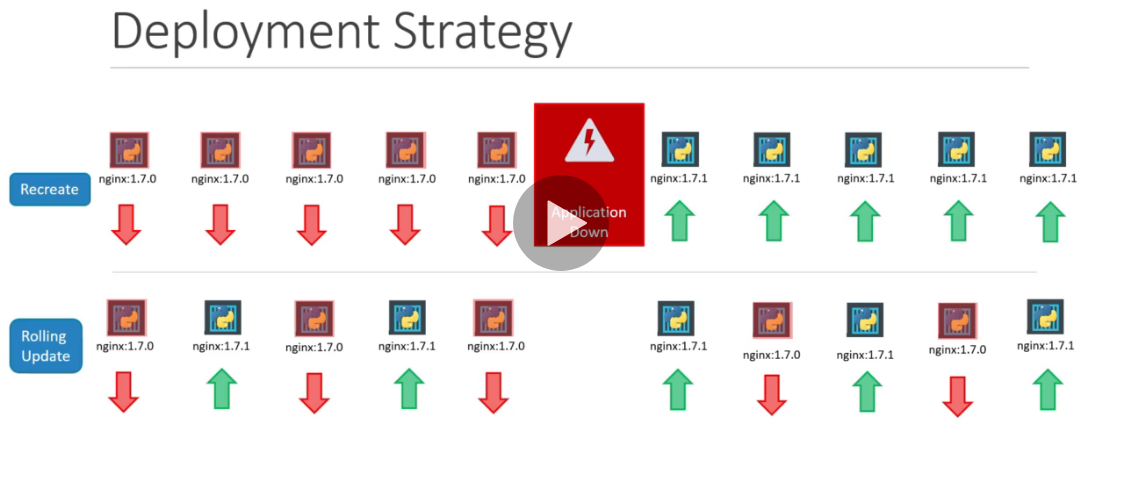 Deployment Strategy
nginx:1.7.0 nginx:1.7.0 nginx:1.7.0 nginx:1.7.0 nginx:1.7.0 nginx:1.7.1 nginx:1.7.1 nginx:1.7.1 nginx:1.7.1 nginx:1.7.1
Recreate
Application
Down
nginx:1.7.0 nginx:1.7.1 nginx:1.7.0 nginx:1.7.1 nginx:1.7.0 nginx:1.7.1 nginx:1.7.0 nginx:1.7.1 nginx:1.7.0 nginx:1.7.1
Rolling
Update